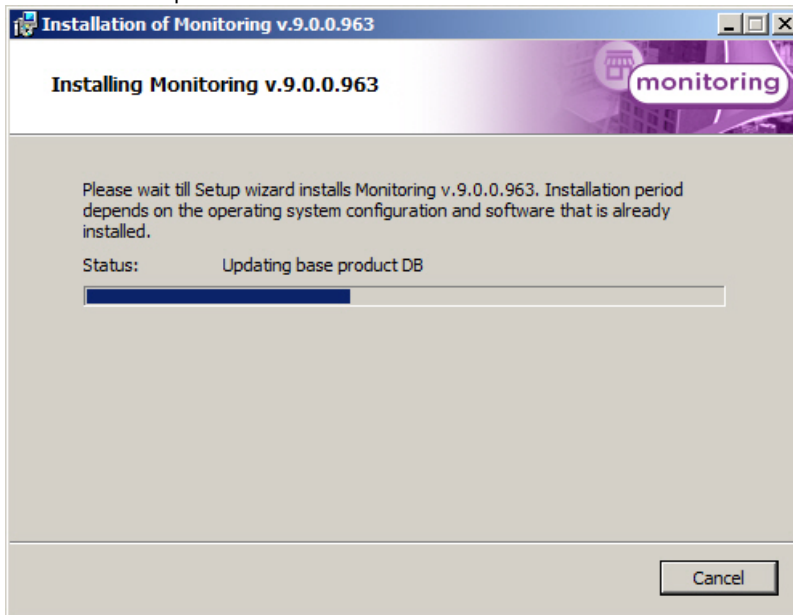 Installation of Monitoring v.9.0.0.963
Installing Monitoring v.9.0.0.963
monitoring
Please wait till Setup wizard installs Monitoring v.9.0.0.963. Installation period
depends on the operating system configuration and software that is already
installed.
Status: Updating base product DB
Cancel